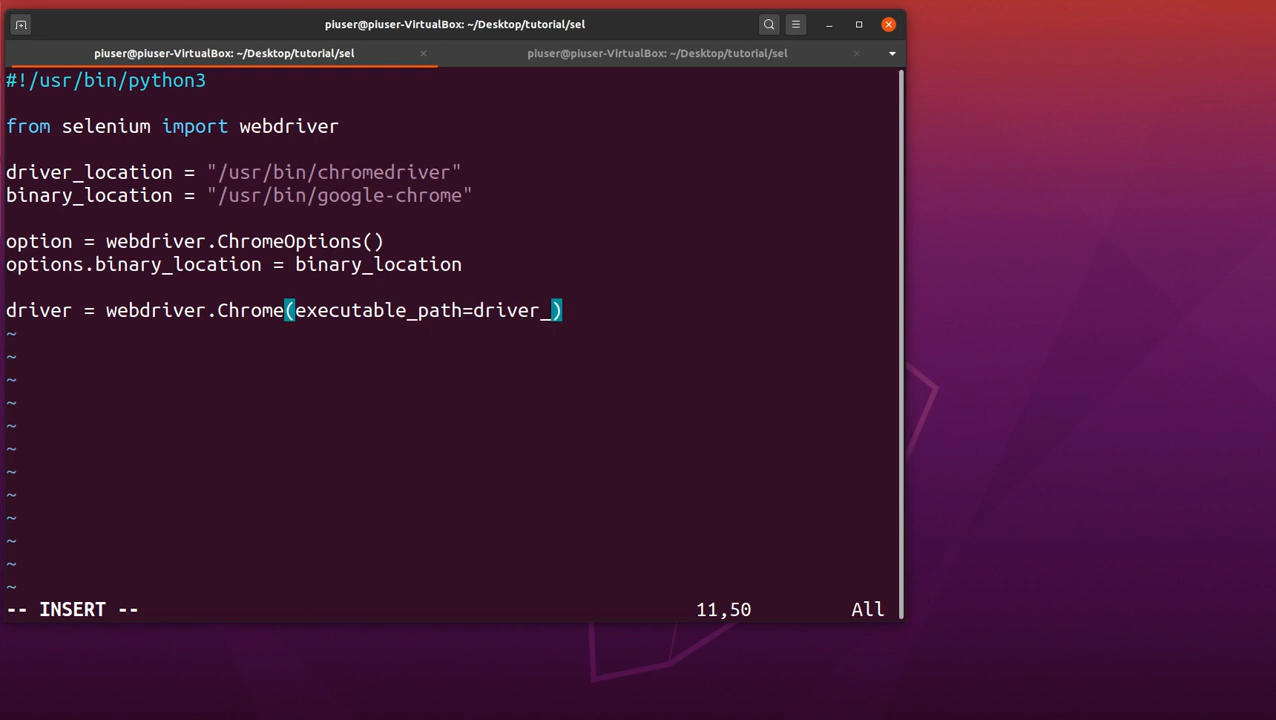 piuser@piuser-VirtualBox: ~/Desktop/tutorial/sel
piuser@piuser-VirtualBox: ~/Desktop/tutorial/sel
piuser@piuser-VirtualBox: ~/Desktop/tutorial/sel
#!/usr/bin/python3
from selenium import webdriver
driver_location = "/usr/bin/chromedriver"
binary_location = "/usr/bin/google-chrome"
option = webdriver.ChromeOptions()
options.binary_location = binary_location
driver = webdriver.Chrome(executable_path=driver_)
~
~
~
~
~
~
~
~
~
~
~
~
-- INSERT -- 11,50 All